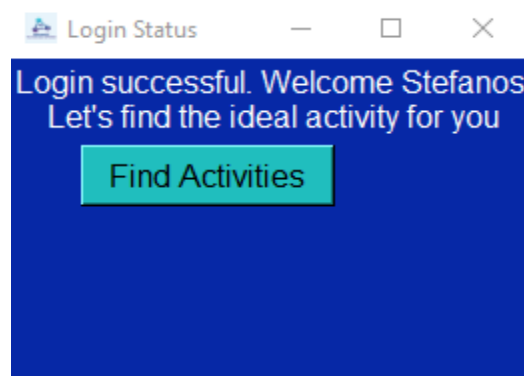 Login Status
Login successful. Welcome Stefanos
Let's find the ideal activity for you
Find Activities